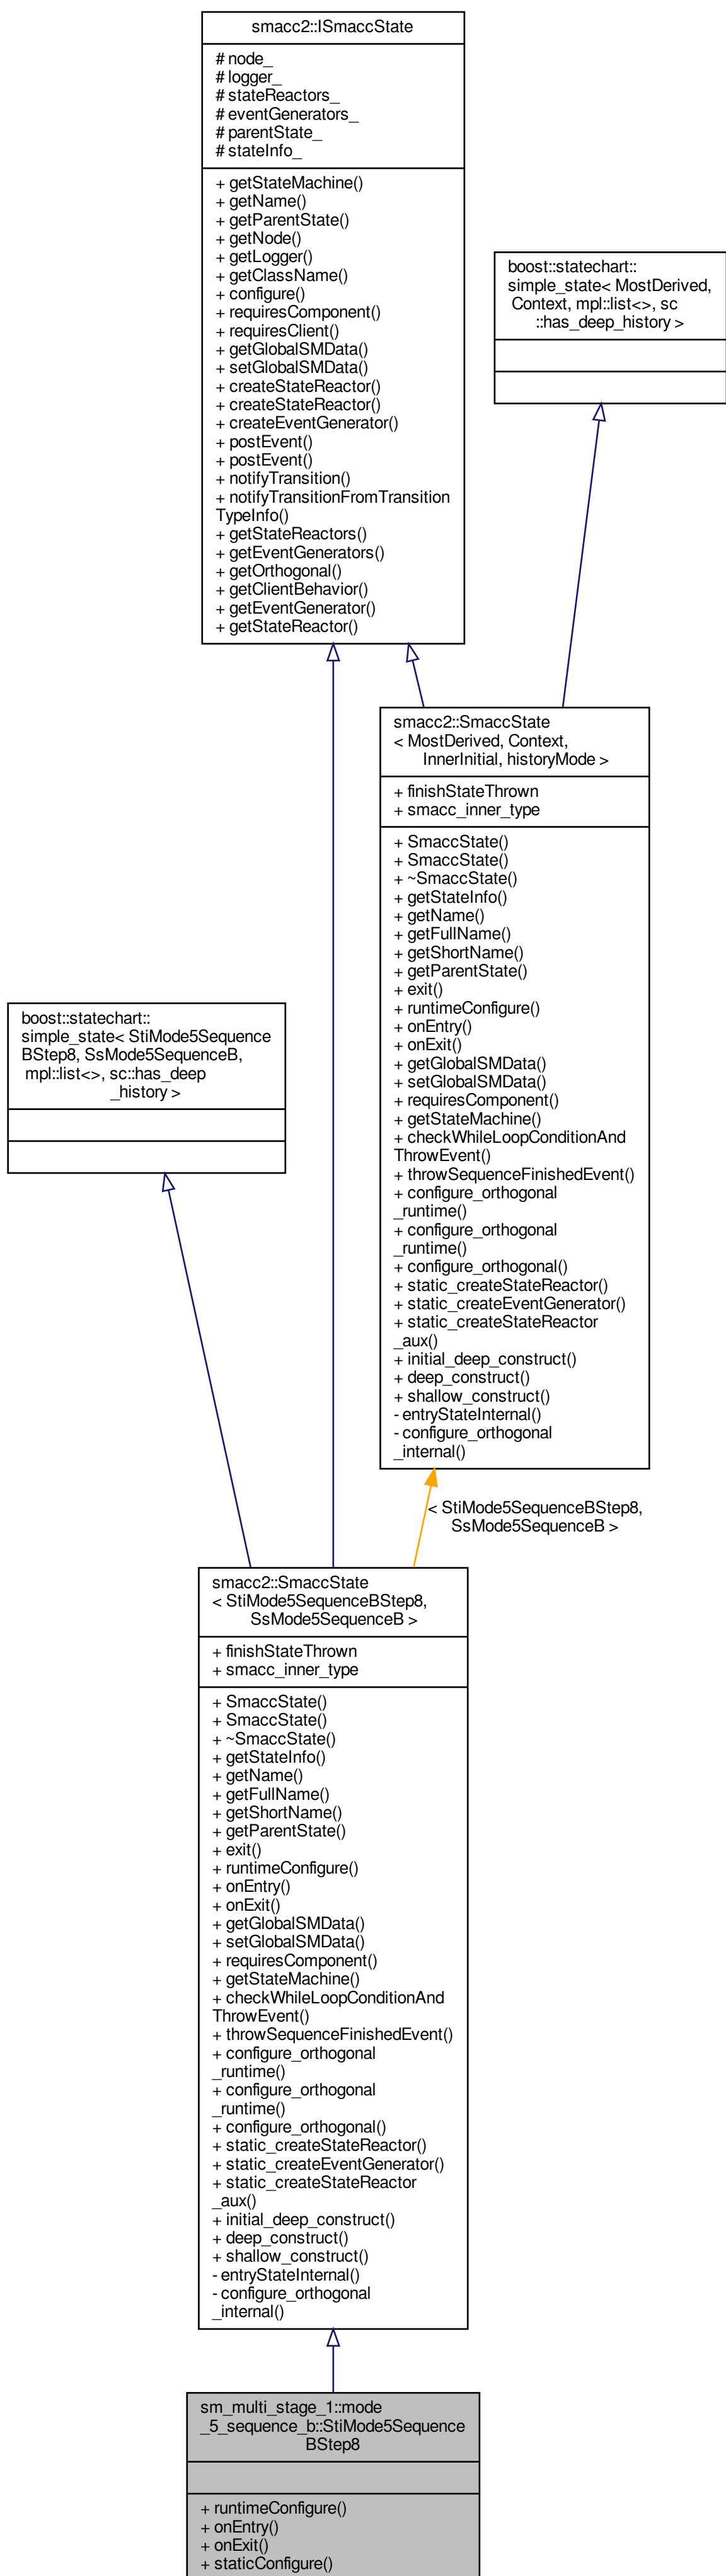 smacc2::ISmaccState
# node_
# logger_
# stateReactors_
# eventGenerators_
# parentState_
# stateInfo_
+ getStateMachine()
+ getName()
+ getParentState()
+ getNode()
+ getLogger()
+ getClassName()
+ configure()
+ requiresComponent()
+ requiresClient()
+ getGlobalSMData()
+ setGlobalSMData()
+ createStateReactor()
+ createStateReactor()
+ createEventGenerator()
+ postEvent()
+ postEvent()
+ notifyTransition()
+ notifyTransitionFromTransition
TypeInfo()
+ getStateReactors()
+ getEventGenerators()
+ getOrthogonal()
+ getClientBehavior()
+ getEventGenerator()
+ getStateReactor()
boost::statechart::
simple_state< MostDerived,
Context, mpl::list<>, sc
::has_deep_history >
smacc2::SmaccState
< MostDerived, Context,
InnerInitial, historyMode >
+ finishStateThrown
+ smacc_inner_type
+ SmaccState()
+ SmaccState()
+ ~SmaccState()
+ getStateInfo()
+ getName()
+ getFullName()
+ getShortName()
+ getParentState()
+ exit()
+ runtimeConfigure()
+ onEntry()
+ onExit()
+ getGlobalSMData()
+ setGlobalSMData()
+ requiresComponent()
+ getStateMachine()
+ checkWhileLoopConditionAnd
ThrowEvent()
+ throwSequenceFinishedEvent()
+ configure_orthogonal
_runtime()
+ configure_orthogonal
_runtime()
+ configure_orthogonal()
+ static_createStateReactor()
+ static_createEventGenerator()
+ static_createStateReactor
_aux()
+ initial_deep_construct()
+ deep_construct()
+ shallow_construct()
- entryStateInternal()
- configure_orthogonal
_internal()
boost::statechart::
simple_state< StiMode5Sequence
BStep8, SsMode5SequenceB,
mpl::list<>, sc::has_deep
_history >
< StiMode5SequenceBStep8,
SsMode5SequenceB >
smacc2::SmaccState
< StiMode5SequenceBStep8,
SsMode5SequenceB >
+ finishStateThrown
+ smacc_inner_type
+ SmaccState()
+ SmaccState()
+ ~SmaccState()
+ getStateInfo()
+ getName()
+ getFullName()
+ getShortName()
+ getParentState()
+ exit()
+ runtimeConfigure()
+ onEntry()
+ onExit()
+ getGlobalSMData()
+ setGlobalSMData()
+ requiresComponent()
+ getStateMachine()
+ checkWhileLoopConditionAnd
ThrowEvent()
+ throwSequenceFinishedEvent()
+ configure_orthogonal
_runtime()
+ configure_orthogonal
_runtime()
+ configure_orthogonal()
+ static_createStateReactor()
+ static_createEventGenerator()
+ static_createStateReactor
_aux()
+ initial_deep_construct()
+ deep_construct()
+ shallow_construct()
- entryStateInternal()
- configure_orthogonal
_internal()
sm_multi_stage_1::mode
_5_sequence_b::StiMode5Sequence
BStep8
+ runtimeConfigure()
+ onEntry()
+ onExit()
+ staticConfigure()